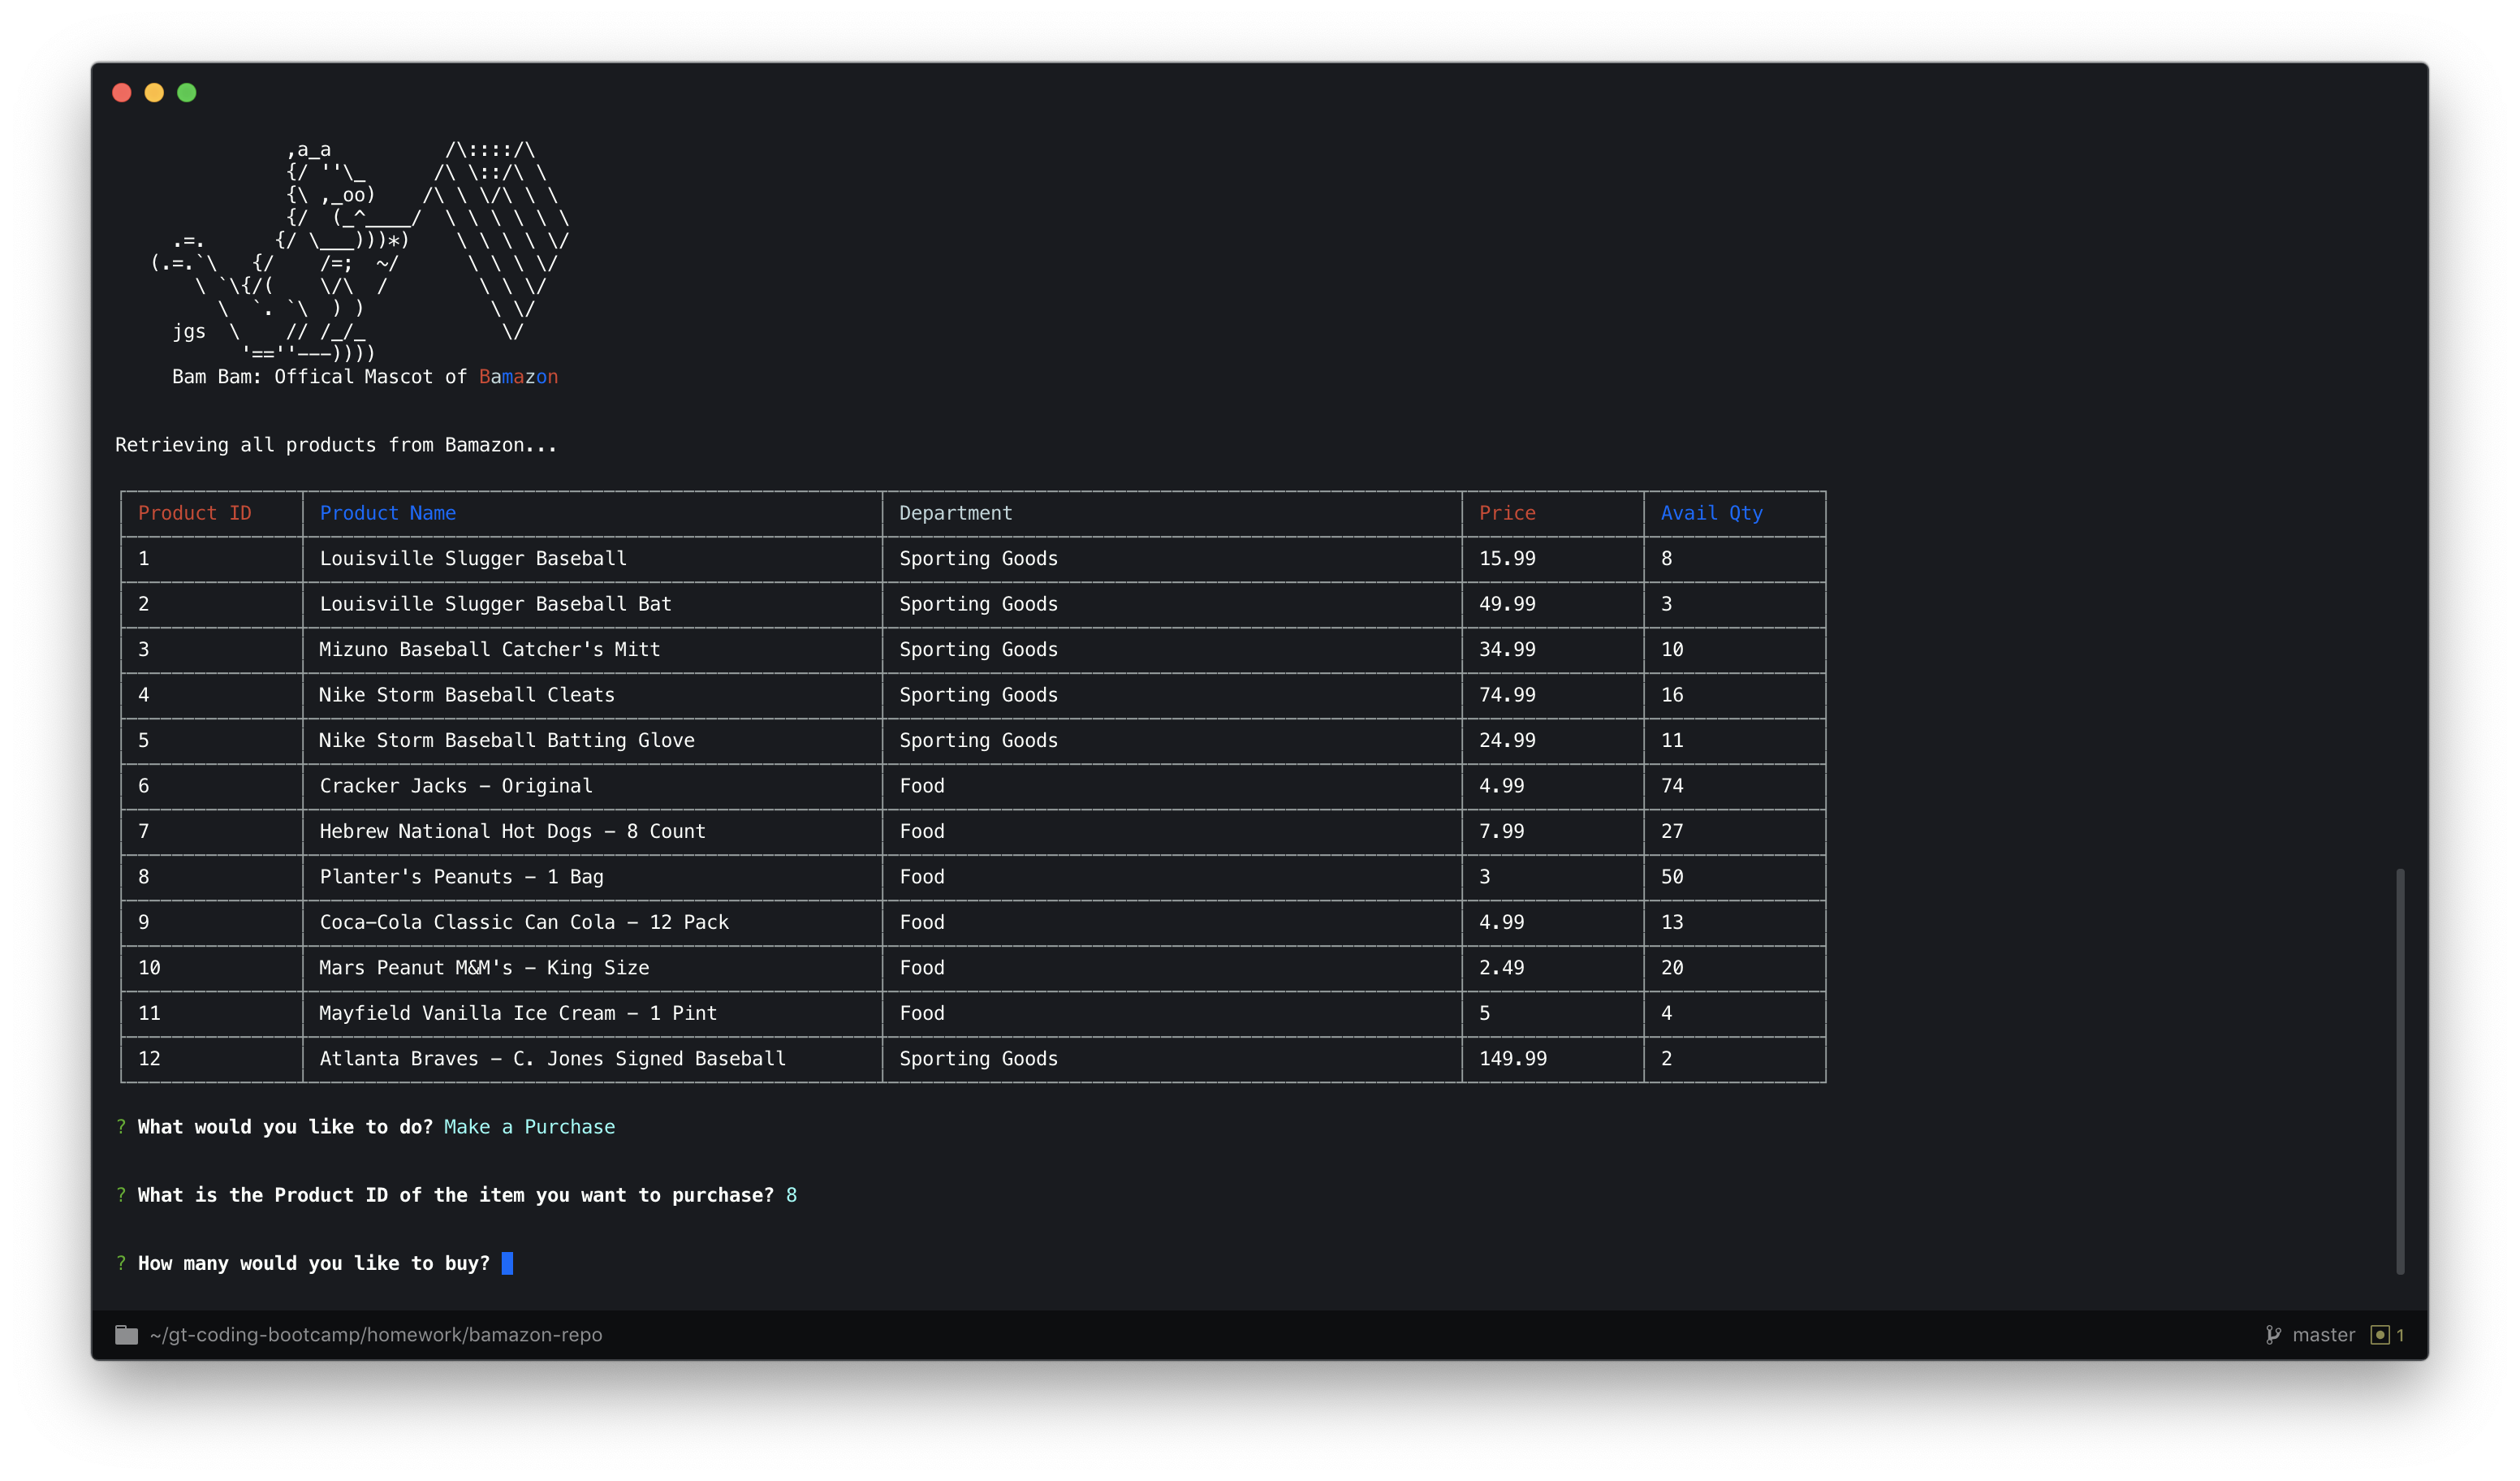 ,a_a          /\::::/\
              {/ ''\_      /\ \::/\ \
              {\ ,_oo)    /\ \ \/\ \ \
              {/  (_^____/  \ \ \ \ \ \
    .=.      {/ \___)))*)    \ \ \ \ \/
  (.=.`\   {/    /=;  ~/      \ \ \ \/
      \ `\{/(    \/\  /        \ \ \/
        \  `. `\  ) )           \ \/
    jgs  \    // /_/_            \/
          '==''---))))
    Bam Bam: Offical Mascot of Bamazon
Retrieving all products from Bamazon...
Product ID Product Name Department Price Avail Qty
1 Louisville Slugger Baseball Sporting Goods 15.99 8
2 Louisville Slugger Baseball Bat Sporting Goods 49.99 3
3 Mizuno Baseball Catcher's Mitt Sporting Goods 34.99 10
4 Nike Storm Baseball Cleats Sporting Goods 74.99 16
5 Nike Storm Baseball Batting Glove Sporting Goods 24.99 11
6 Cracker Jacks - Original Food 4.99 74
7 Hebrew National Hot Dogs - 8 Count Food 7.99 27
8 Planter's Peanuts - 1 Bag Food 3 50
9 Coca-Cola Classic Can Cola - 12 Pack Food 4.99 13
10 Mars Peanut M&M's - King Size Food 2.49 20
11 Mayfield Vanilla Ice Cream - 1 Pint Food 5 4
12 Atlanta Braves - C. Jones Signed Baseball Sporting Goods 149.99 2
? What would you like to do? Make a Purchase
? What is the Product ID of the item you want to purchase? 8
? How many would you like to buy?
~/gt-coding-bootcamp/homework/bamazon-repo master 1